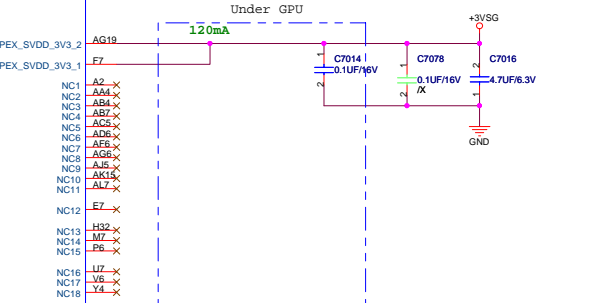 Under GPU
+3VSG
120mA
PEX_SVDD_3V3_2 AG19
PEX_SVDD_3V3_1 F7
1 C7014 0.1UF/16V 2
1 C7078 0.1UF/16V /X 2
2 C7016 4.7UF/6.3V 1
GND
NC1 A2
NC2 AA4
NC3 AB4
NC4 AB7
NC5 AC5
NC6 AD6
NC7 AF6
NC8 AG6
NC9 AJ5
NC10 AK15
NC11 AL7
NC12 E7
NC13 H32
NC14 M7
NC15 P6
NC16 U7
NC17 V6
NC18 Y4